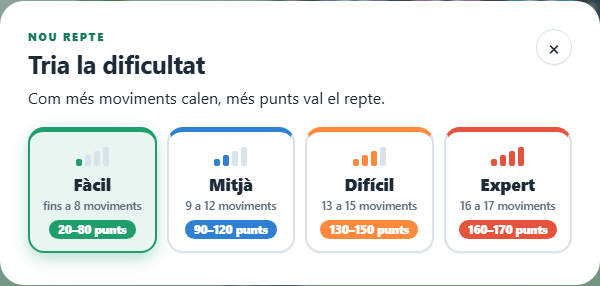 NOU REPTE
Tria la dificultat
Com més moviments calen, més punts val el repte.
Fàcil
fins a 8 moviments
20–80 punts
Mitjà
9 a 12 moviments
90–120 punts
Difícil
13 a 15 moviments
130–150 punts
Expert
16 a 17 moviments
160–170 punts